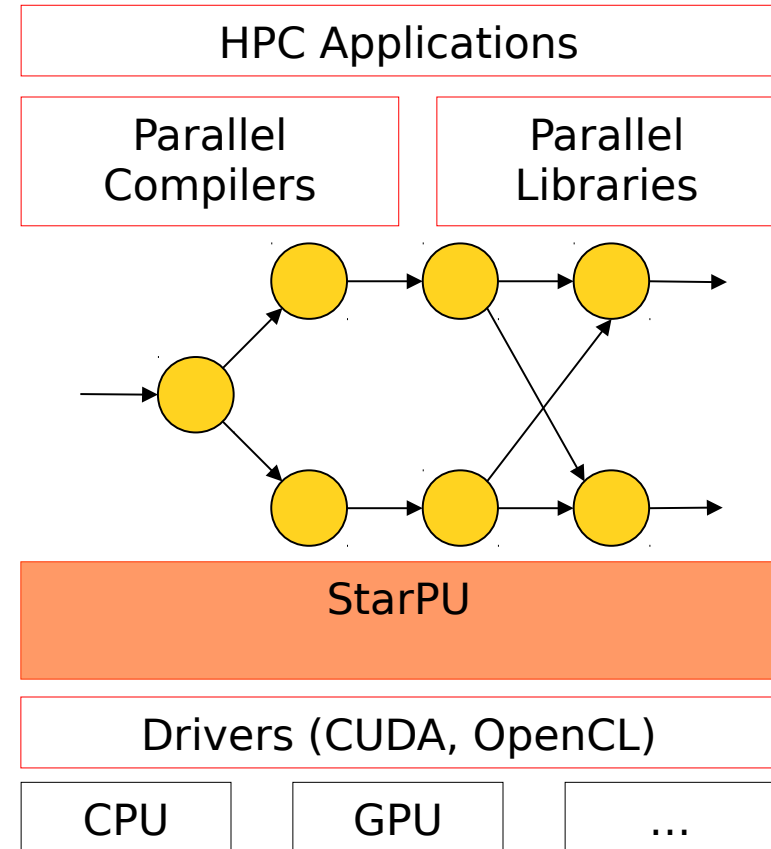 HPC Applications
Parallel
Compilers
Parallel
Libraries
StarPU
Drivers (CUDA, OpenCL)
CPU
GPU
...